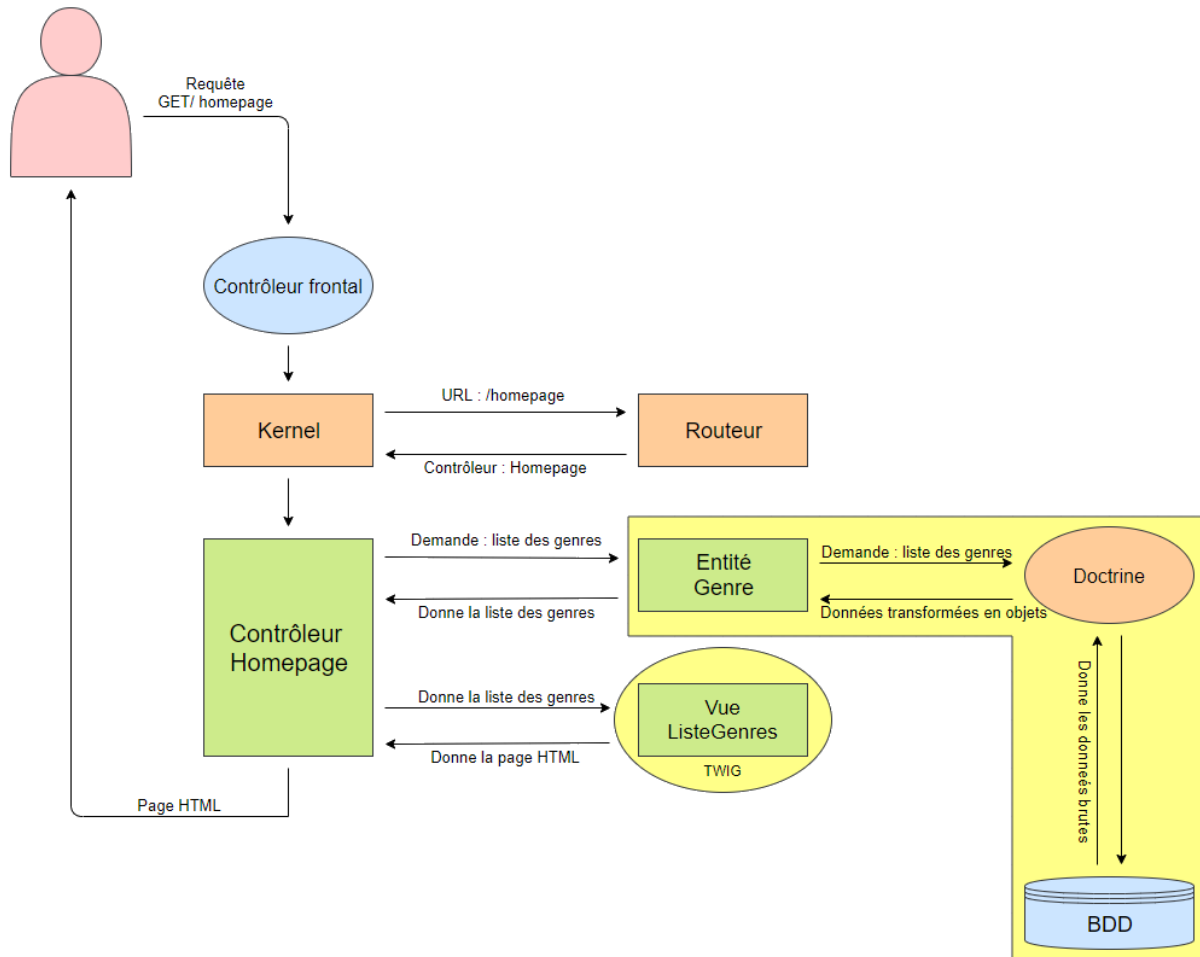 Requête
GET/ homepage
Contrôleur frontal
URL : /homepage
Kernel
Routeur
Contrôleur : Homepage
Demande : liste des genres
Entité
Genre
Demande : liste des genres
Doctrine
Donne la liste des genres
Données transformées en objets
Contrôleur
Homepage
Donne la liste des genres
Vue
ListeGenres
Donne la page HTML
TWIG
Donne les donneés brutes
Page HTML
BDD